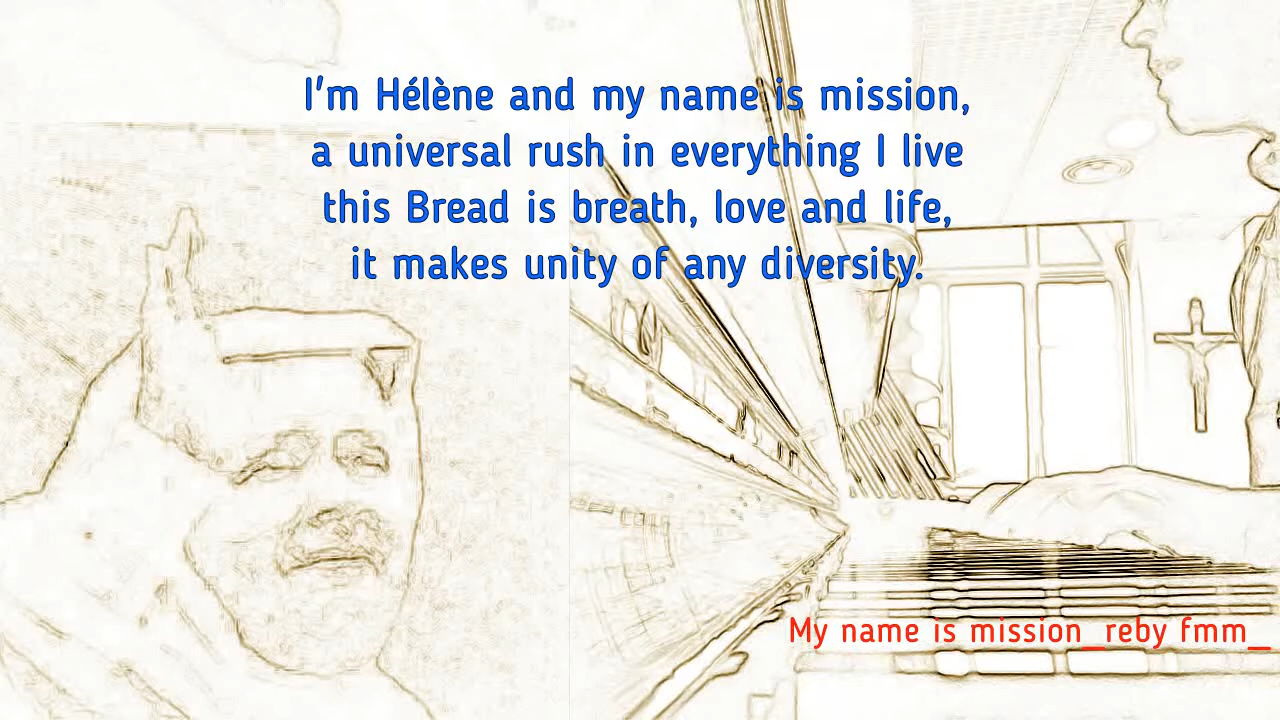 I'm Hélène and my name is mission,
a universal rush in everything I live
this Bread is breath, love and life,
it makes unity of any diversity.
My name is mission_reby fmm_